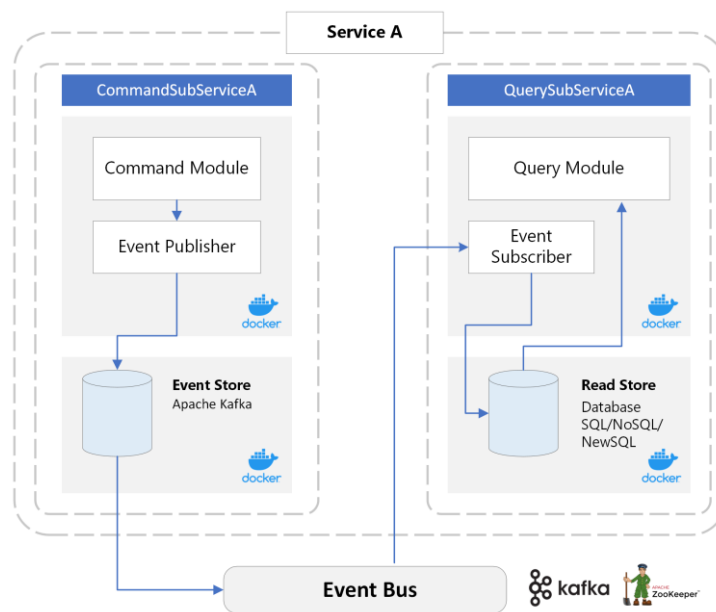 Service A
CommandSubServiceA
Command Module
Event Publisher
docker
Event Store
Apache Kafka
docker
QuerySubServiceA
Query Module
Event
Subscriber
docker
Read Store
Database
SQL/NoSQL/
NewSQL
docker
Event Bus
kafka
APACHE
ZooKeeper